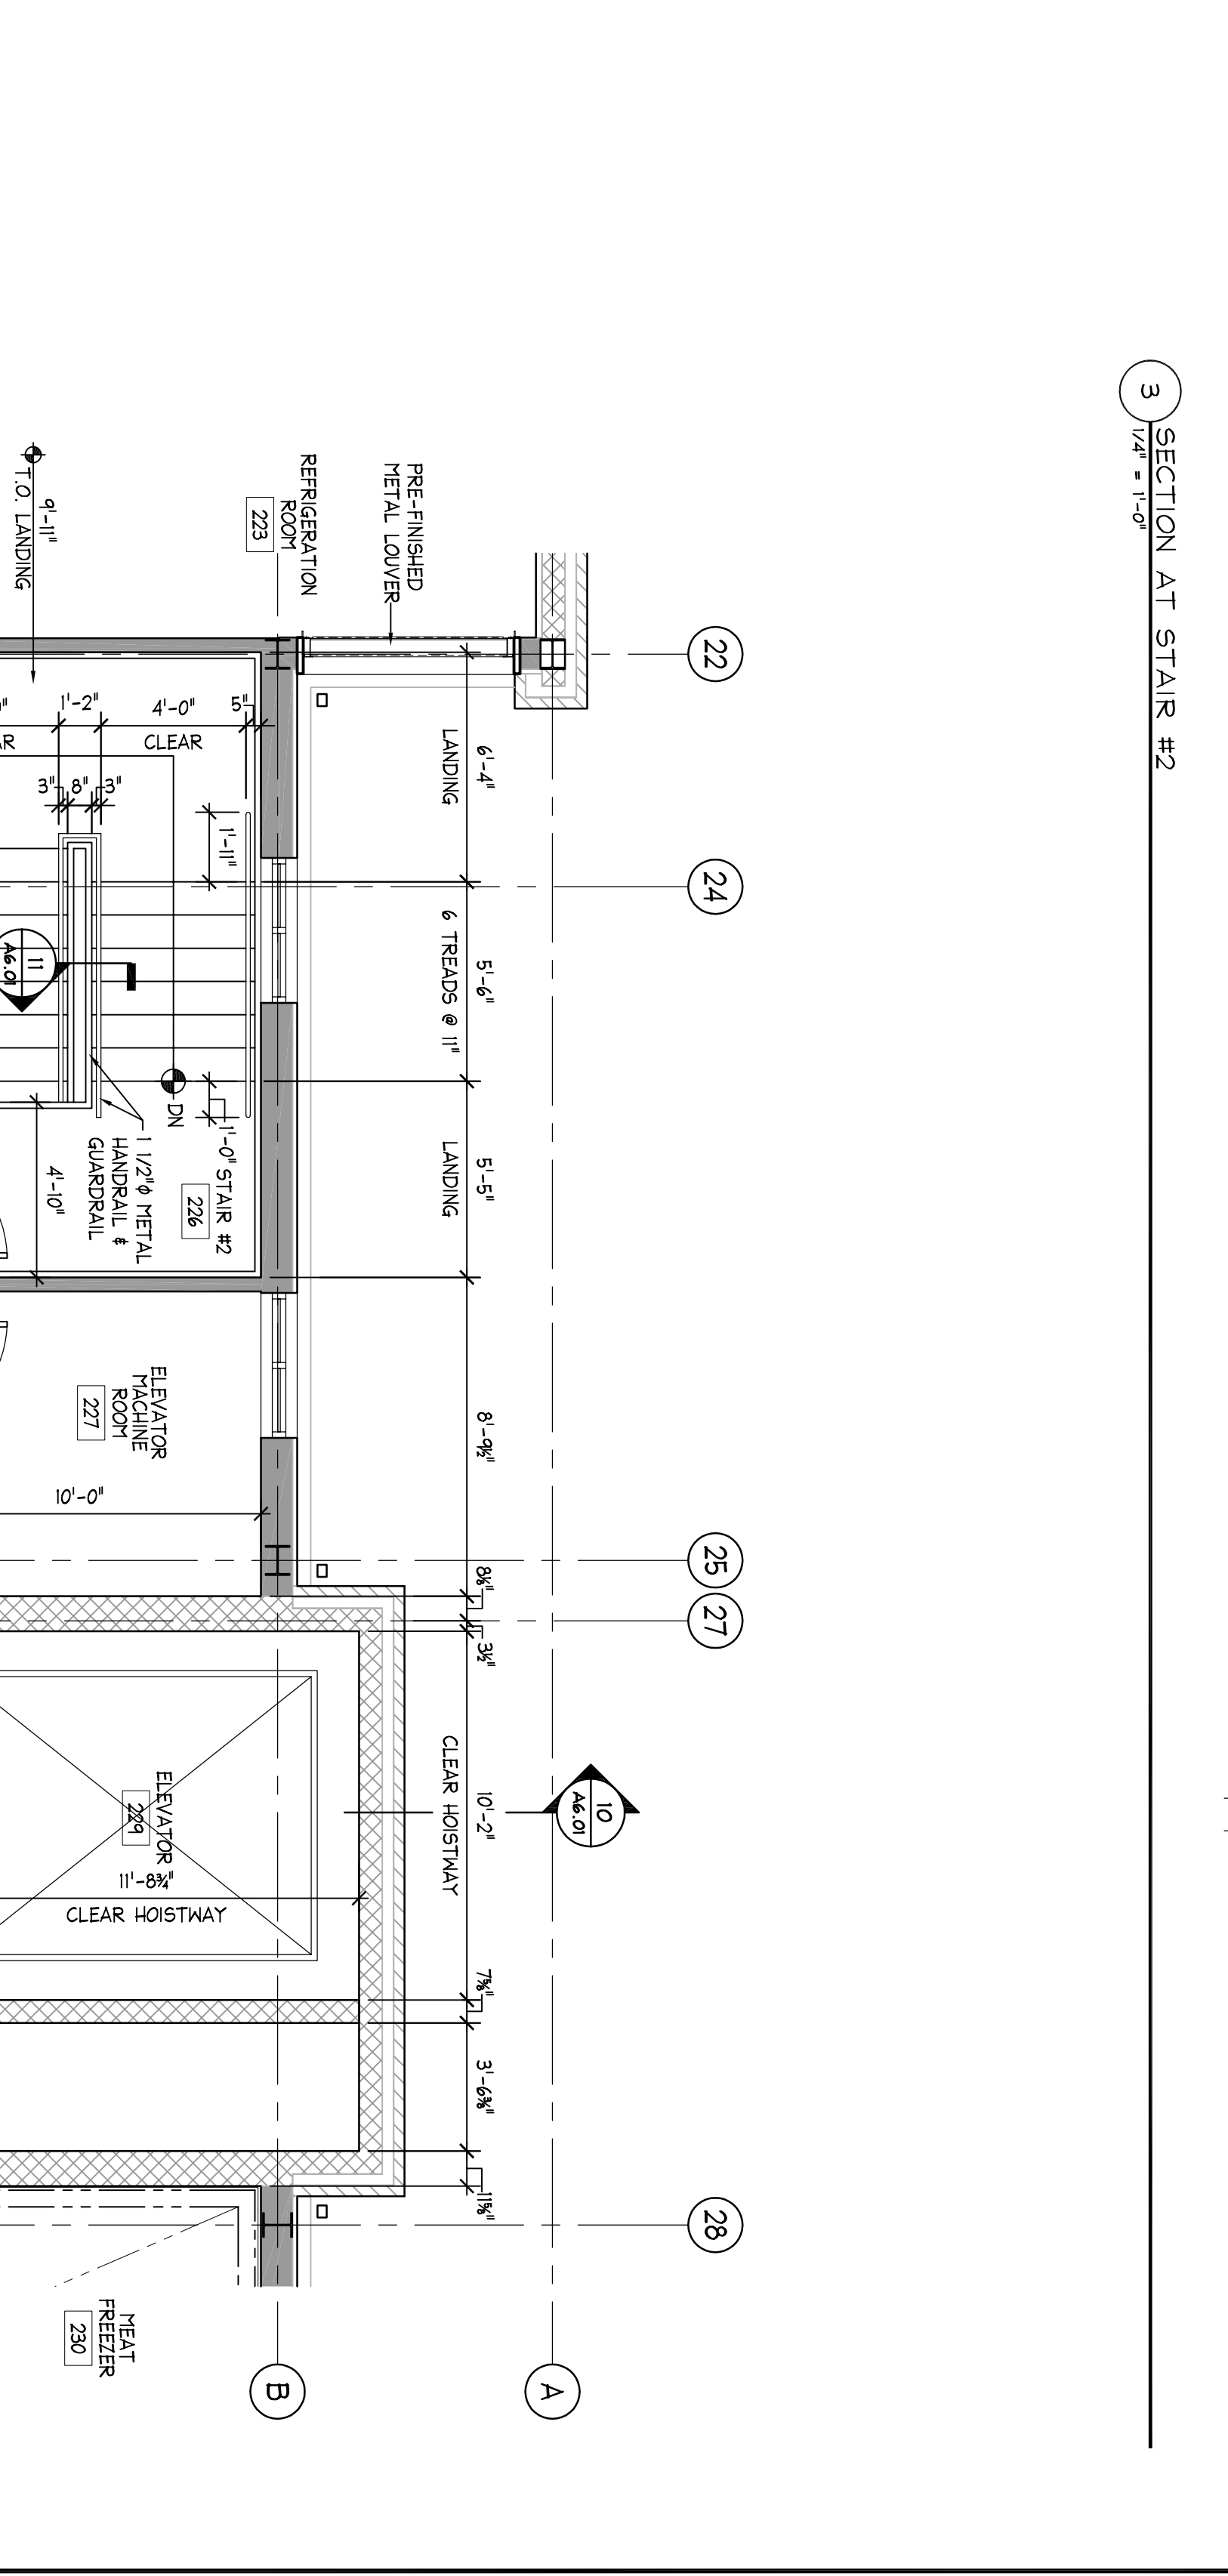 3
SECTION AT STAIR #2
1/4" = 1'-0"
22
24
25
27
28
A
B
6'-4"
LANDING
5'-6"
6 TREADS @ 11"
5'-5"
LANDING
8'-9½"
8⅛"
3½"
10'-2"
CLEAR HOISTWAY
7⅝"
3'-6⅜"
11⅝"
10
A6.01
PRE-FINISHED
METAL LOUVER
REFRIGERATION
ROOM
223
9'-11"
T.O. LANDING
1'-2"
4'-0"
5"
CLEAR
3"
8"
3"
1'-11"
11
A6.01
DN
1'-0"
STAIR #2
226
1 1/2"⌀ METAL
HANDRAIL &
GUARDRAIL
4'-10"
ELEVATOR
MACHINE
ROOM
227
10'-0"
ELEVATOR
229
11'-8¾"
CLEAR HOISTWAY
MEAT
FREEZER
230